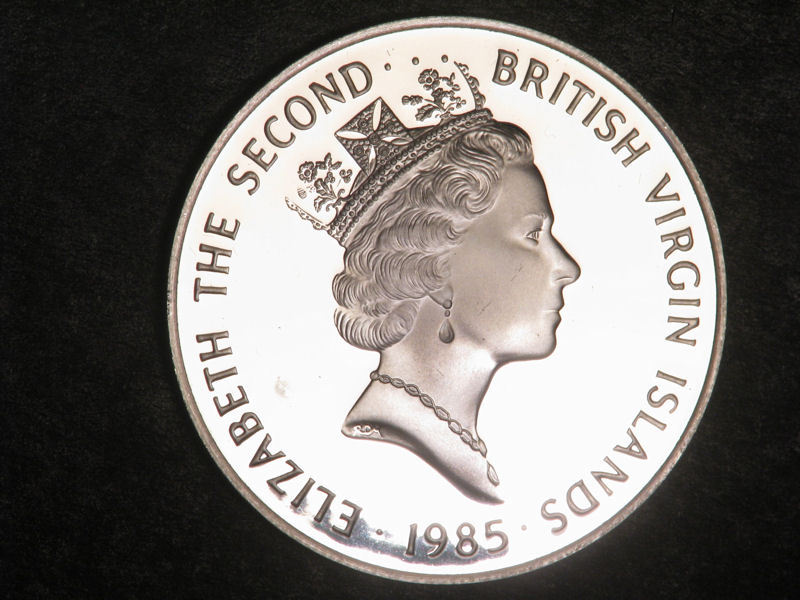 ELIZABETH THE SECOND · BRITISH VIRGIN ISLANDS · 1985 ·